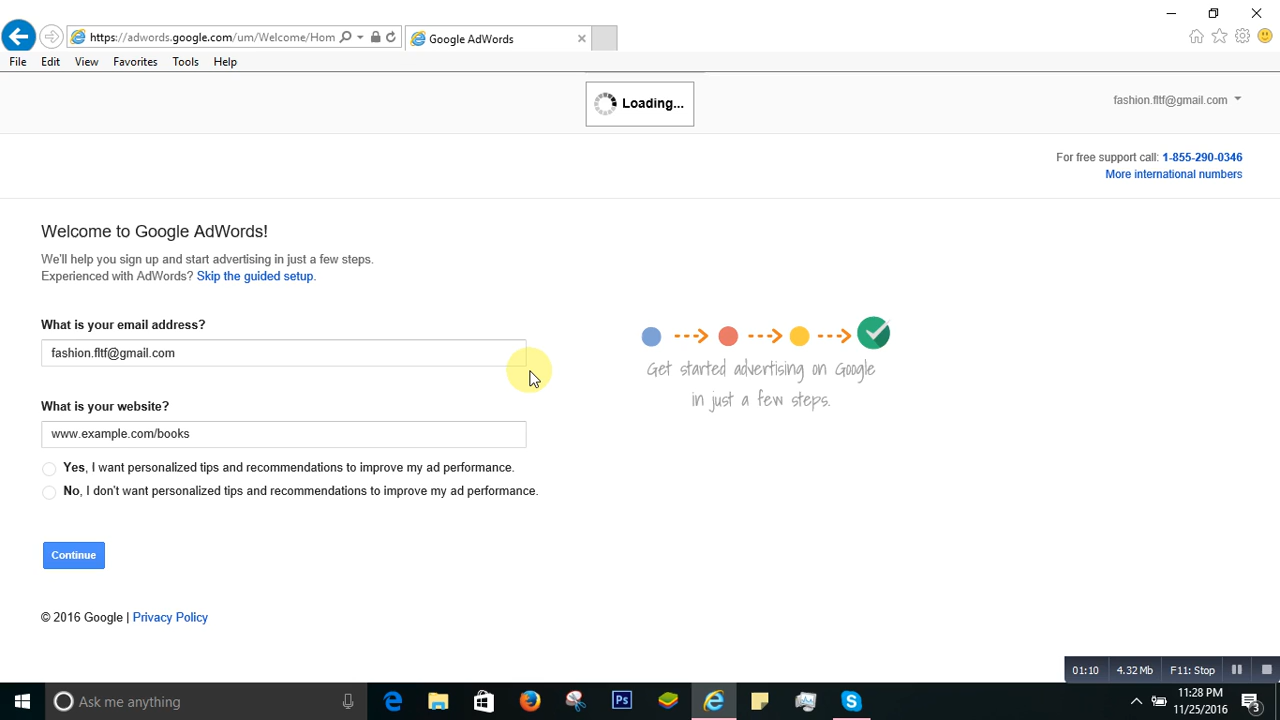 https://adwords.google.com/um/Welcome/Hom
Google AdWords
File Edit View Favorites Tools Help
Loading...
fashion.fltf@gmail.com
For free support call: 1-855-290-0346
More international numbers
Welcome to Google AdWords!
We'll help you sign up and start advertising in just a few steps.
Experienced with AdWords? Skip the guided setup.
What is your email address?
fashion.fltf@gmail.com
Get started advertising on Google
in just a few steps.
What is your website?
www.example.com/books
Yes, I want personalized tips and recommendations to improve my ad performance.
No, I don't want personalized tips and recommendations to improve my ad performance.
Continue
© 2016 Google | Privacy Policy
01:10 4.32 Mb F11: Stop
Ask me anything
Ps
11:28 PM
11/25/2016
3